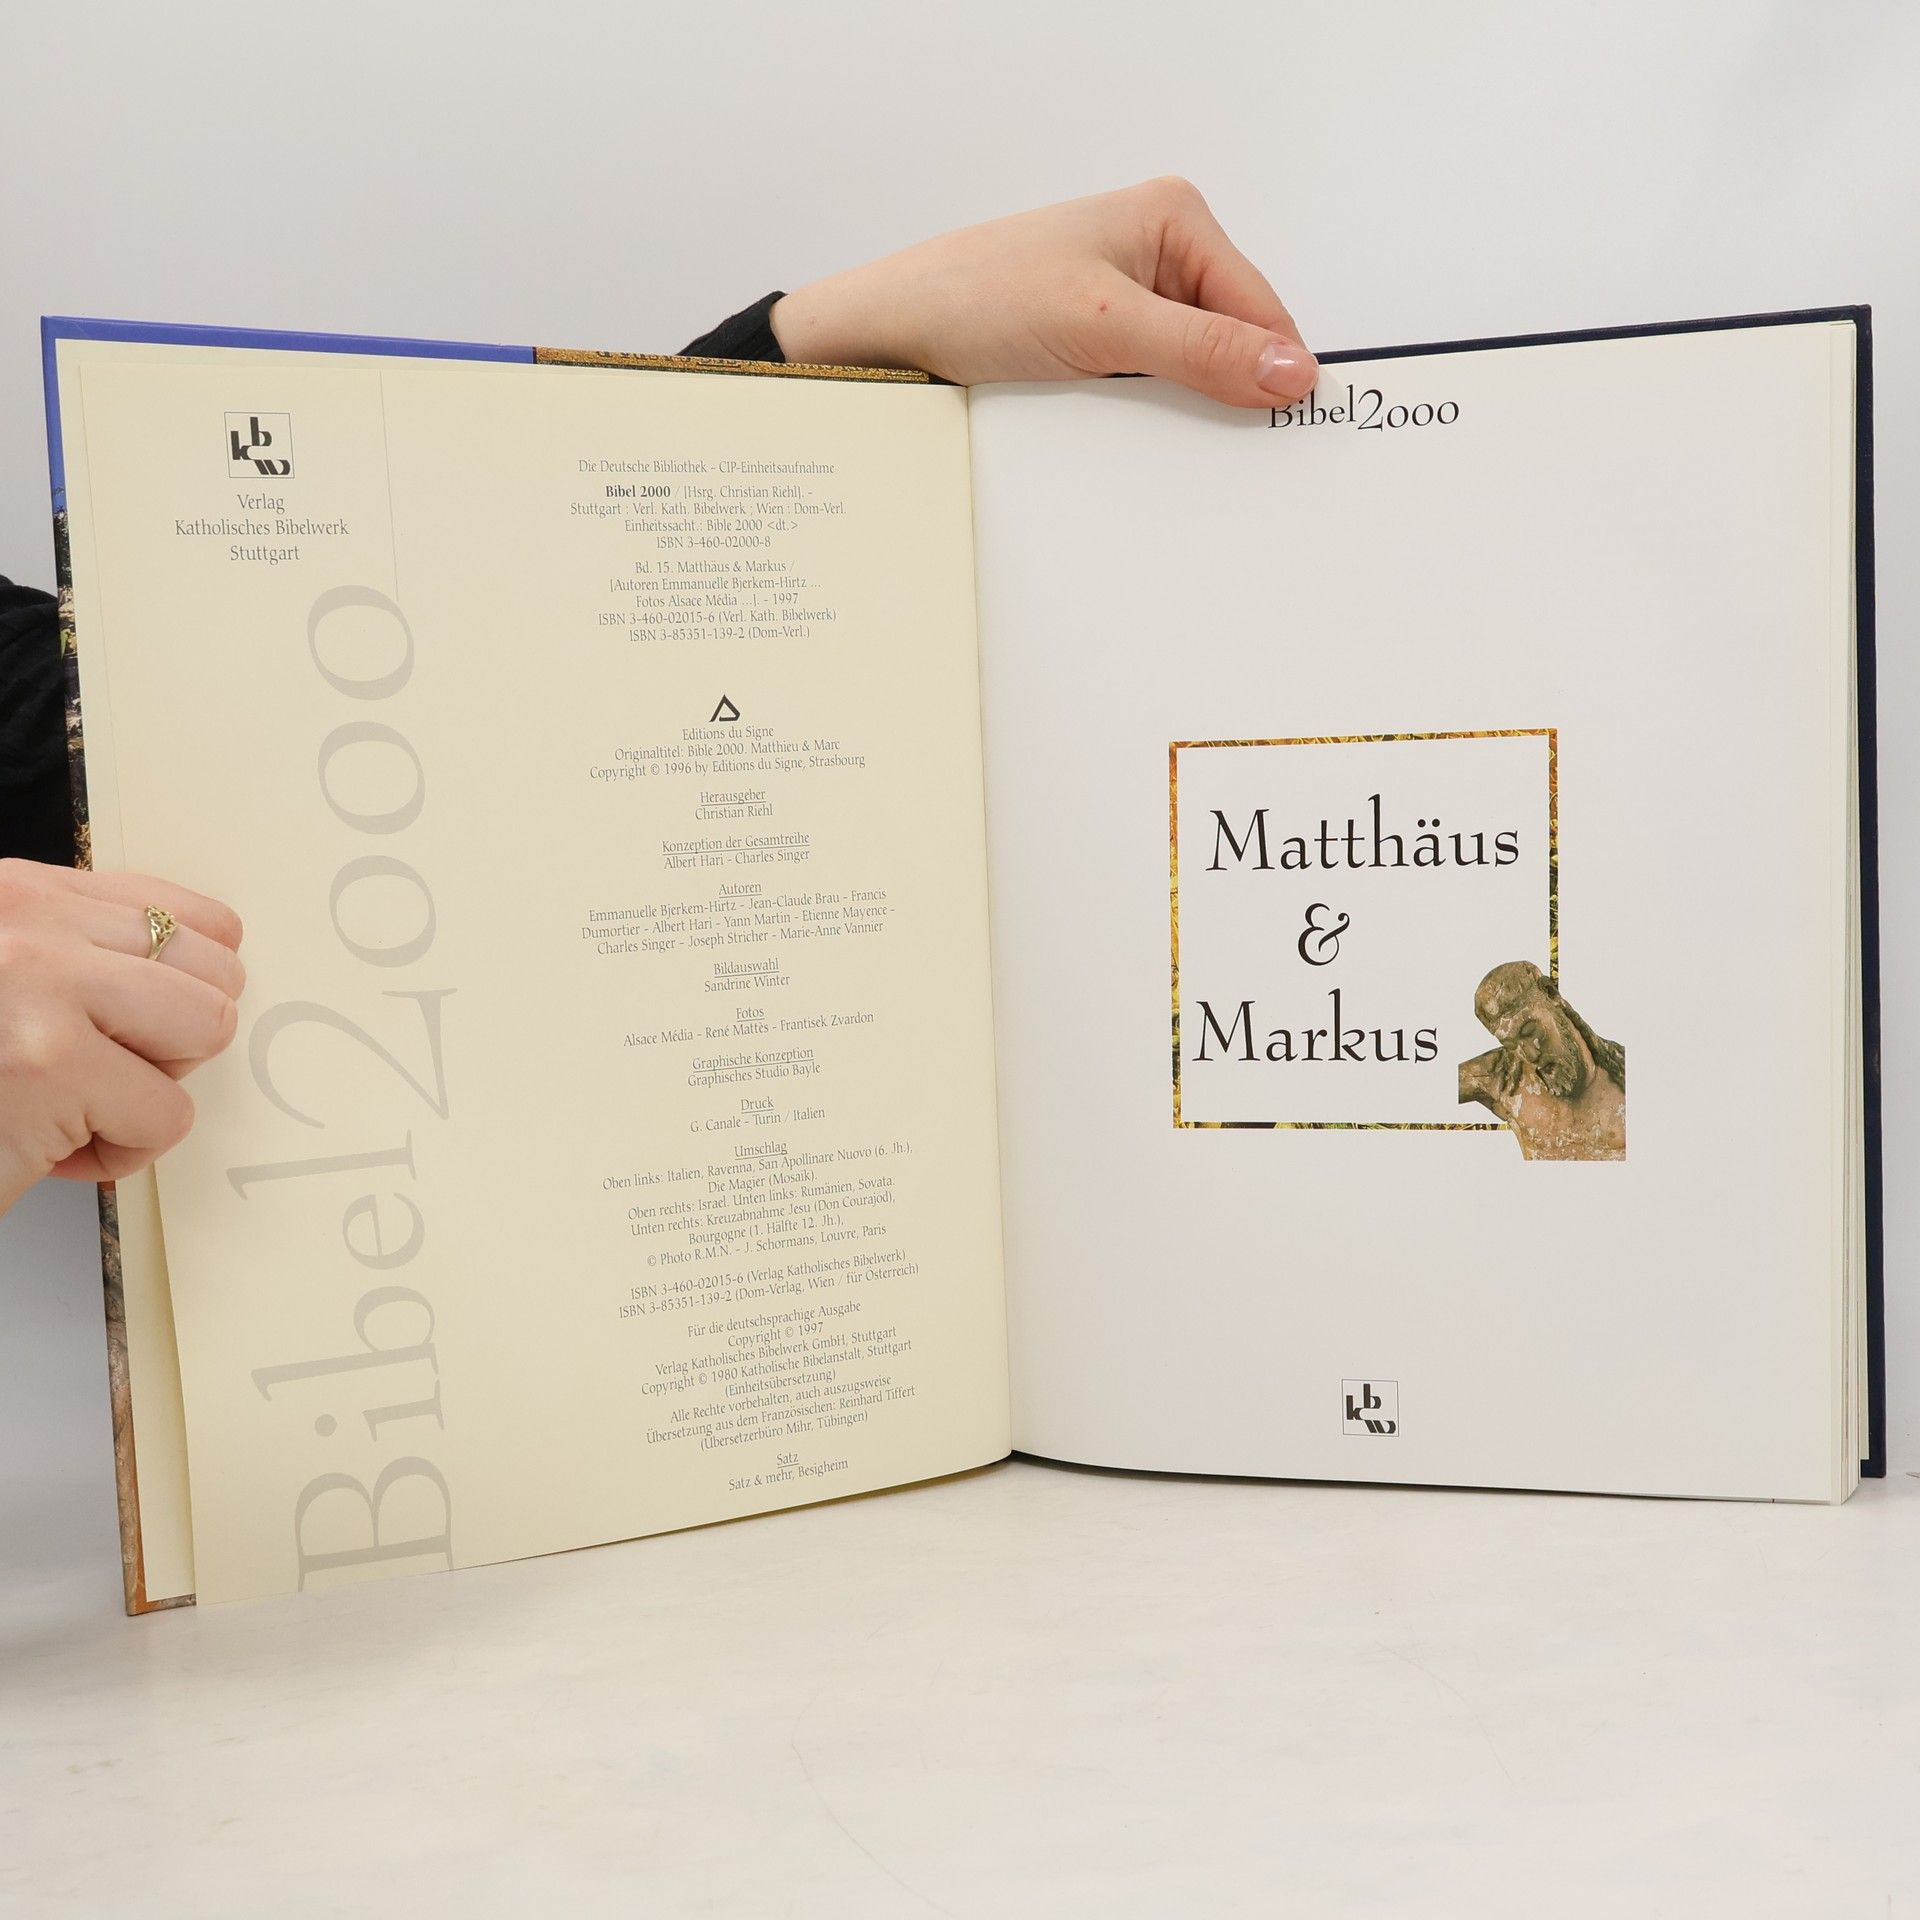 kbw
Verlag
Katholisches Bibelwerk
Stuttgart
Bibel2000
Die Deutsche Bibliothek - CIP-Einheitsaufnahme
Bibel 2000 / [Hsrg. Christian Riehl]. -
Stuttgart : Verl. Kath. Bibelwerk ; Wien : Dom-Verl.
Einheitssacht.: Bible 2000 <dt.>
ISBN 3-460-02000-8
Bd. 15. Matthäus & Markus /
[Autoren Emmanuelle Bjerkem-Hirtz ...
Fotos Alsace Média ...]. - 1997
ISBN 3-460-02015-6 (Verl. Kath. Bibelwerk)
ISBN 3-85351-139-2 (Dom-Verl.)
Editions du Signe
Originaltitel: Bible 2000. Matthieu & Marc
Copyright © 1996 by Editions du Signe, Strasbourg
Herausgeber
Christian Riehl
Konzeption der Gesamtreihe
Albert Hari - Charles Singer
Autoren
Emmanuelle Bjerkem-Hirtz - Jean-Claude Brau - Francis
Dumortier - Albert Hari - Yann Martin - Etienne Mayence -
Charles Singer - Joseph Stricher - Marie-Anne Vannier
Bildauswahl
Sandrine Winter
Fotos
Alsace Média - René Mattès - Frantisek Zvardon
Graphische Konzeption
Graphisches Studio Bayle
Druck
G. Canale - Turin / Italien
Umschlag
Oben links: Italien, Ravenna, San Apollinare Nuovo (6. Jh.),
Die Magier (Mosaik).
Oben rechts: Israel. Unten links: Rumänien, Sovata.
Unten rechts: Kreuzabnahme Jesu (Don Courajod),
Bourgogne (1. Hälfte 12. Jh.),
© Photo R.M.N. - J. Schormans, Louvre, Paris
ISBN 3-460-02015-6 (Verlag Katholisches Bibelwerk)
ISBN 3-85351-139-2 (Dom-Verlag, Wien / für Österreich)
Für die deutschsprachige Ausgabe
Copyright © 1997
Verlag Katholisches Bibelwerk GmbH, Stuttgart
Copyright © 1980 Katholische Bibelanstalt, Stuttgart
(Einheitsübersetzung)
Alle Rechte vorbehalten, auch auszugsweise
Übersetzung aus dem Französischen: Reinhard Tiffert
(Übersetzerbüro Mihr, Tübingen)
Satz
Satz & mehr, Besigheim
Bibel2000
Matthäus
&
Markus
kbw